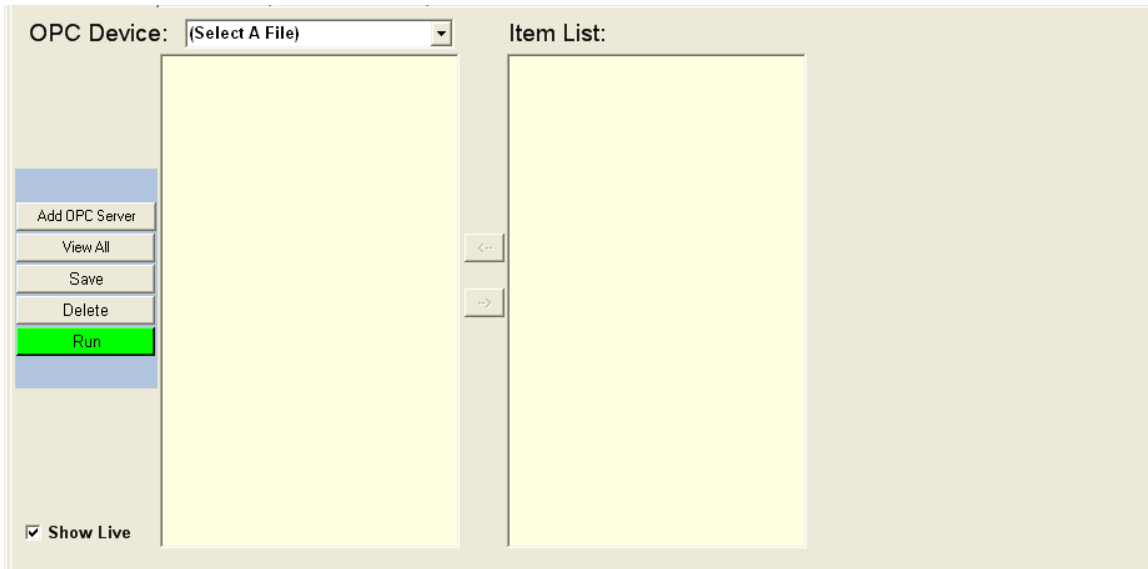 OPC Device: (Select A File)
Item List:
Add OPC Server
View All
<--
Save
Delete
-->
Run
Show Live